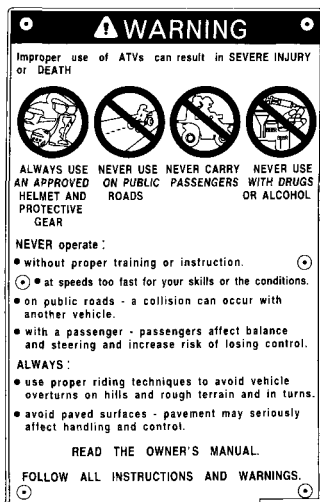 WARNING
Improper use of ATVs can result in SEVERE INJURY
or DEATH
ALWAYS USE
AN APPROVED
HELMET AND
PROTECTIVE
GEAR
NEVER USE
ON PUBLIC
ROADS
NEVER CARRY
PASSENGERS
NEVER USE
WITH DRUGS
OR ALCOHOL
NEVER operate :
• without proper training or instruction.
• at speeds too fast for your skills or the conditions.
• on public roads - a collision can occur with
another vehicle.
• with a passenger - passengers affect balance
and steering and increase risk of losing control.
ALWAYS :
• use proper riding techniques to avoid vehicle
overturns on hills and rough terrain and in turns.
• avoid paved surfaces - pavement may seriously
affect handling and control.
READ THE OWNER'S MANUAL.
FOLLOW ALL INSTRUCTIONS AND WARNINGS.